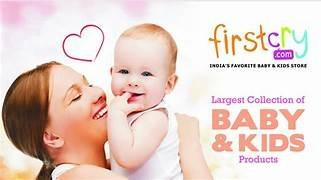 firstcry
.com
INDIA'S FAVORITE BABY & KIDS STORE
Largest Collection of
BABY
& KIDS
Products